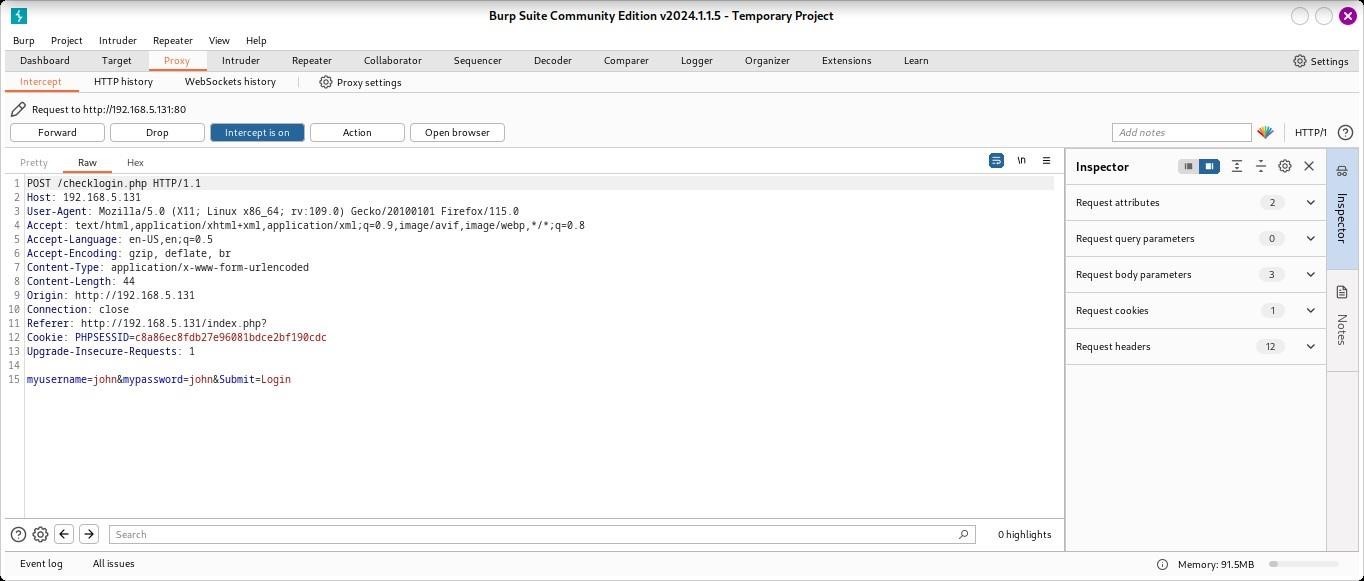 Burp Suite Community Edition v2024.1.1.5 - Temporary Project
Burp Project Intruder Repeater View Help
Dashboard Target Proxy Intruder Repeater Collaborator Sequencer Decoder Comparer Logger Organizer Extensions Learn Settings
Intercept HTTP history WebSockets history Proxy settings
Request to http://192.168.5.131:80
Forward Drop Intercept is on Action Open browser Add notes HTTP/1
Pretty Raw Hex \n
1 POST /checklogin.php HTTP/1.1
2 Host: 192.168.5.131
3 User-Agent: Mozilla/5.0 (X11; Linux x86_64; rv:109.0) Gecko/20100101 Firefox/115.0
4 Accept: text/html,application/xhtml+xml,application/xml;q=0.9,image/avif,image/webp,*/*;q=0.8
5 Accept-Language: en-US,en;q=0.5
6 Accept-Encoding: gzip, deflate, br
7 Content-Type: application/x-www-form-urlencoded
8 Content-Length: 44
9 Origin: http://192.168.5.131
10 Connection: close
11 Referer: http://192.168.5.131/index.php?
12 Cookie: PHPSESSID=c8a86ec8fdb27e96081bdce2bf190cdc
13 Upgrade-Insecure-Requests: 1
14
15 myusername=john&mypassword=john&Submit=Login
Inspector
Request attributes 2
Request query parameters 0
Request body parameters 3
Request cookies 1
Request headers 12
Inspector
Notes
Search 0 highlights
Event log All issues Memory: 91.5MB